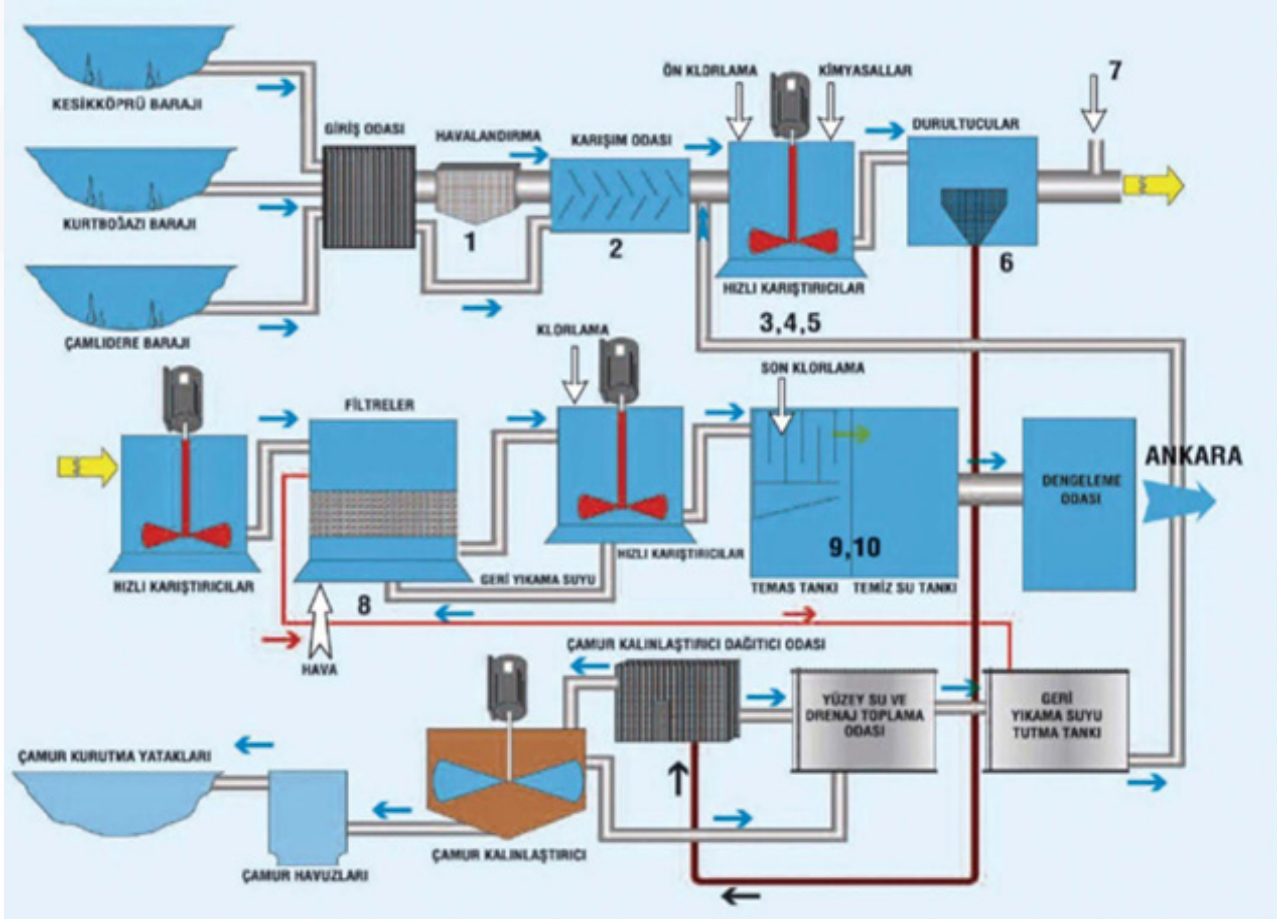 KESİKKÖPRÜ BARAJI
KURTBOĞAZI BARAJI
ÇAMLIDERE BARAJI
GİRİŞ ODASI
HAVALANDIRMA
1
KARIŞIM ODASI
2
ÖN KLORLAMA
KİMYASALLAR
HIZLI KARIŞTIRICILAR
3,4,5
DURULTUCULAR
6
7
HIZLI KARIŞTIRICILAR
FİLTRELER
8
HAVA
GERİ YIKAMA SUYU
KLORLAMA
HIZLI KARIŞTIRICILAR
SON KLORLAMA
9,10
TEMAS TANKI
TEMİZ SU TANKI
DENGELEME
ODASI
ANKARA
ÇAMUR KALINLAŞTIRICI DAĞITICI ODASI
YÜZEY SU VE
DRENAJ TOPLAMA
ODASI
GERİ
YIKAMA SUYU
TUTMA TANKI
ÇAMUR KURUTMA YATAKLARI
ÇAMUR HAVUZLARI
ÇAMUR KALINLAŞTIRICI